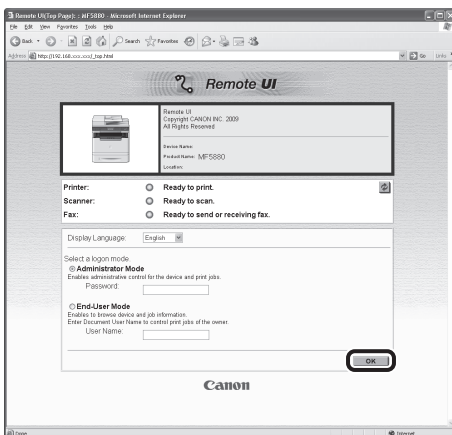 Remote UI(Top Page): : MF5880 - Microsoft Internet Explorer
File Edit View Favorites Tools Help
Back Search Favorites
Address http://192.168.xxx.xxx/_top.html Go Links
Remote UI
Remote UI
Copyright CANON INC. 2009
All Rights Reserved
Device Name:
Product Name: MF5880
Location:
Printer: Ready to print.
Scanner: Ready to scan.
Fax: Ready to send or receiving fax.
Display Language: English
Select a logon mode.
Administrator Mode
Enables administrative control for the device and print jobs.
Password:
End-User Mode
Enables to browse device and job information.
Enter Document User Name to control print jobs of the owner.
User Name:
OK
Canon
Done Internet